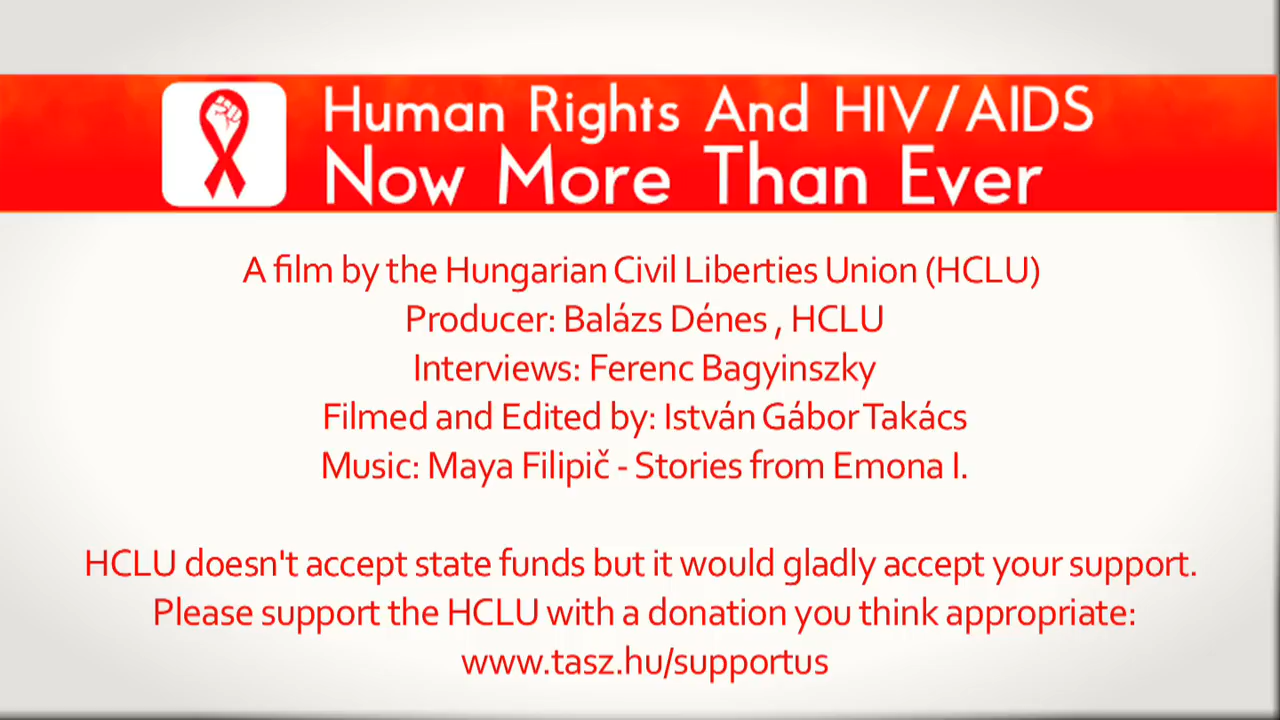 Human Rights And HIV/AIDS
Now More Than Ever
A film by the Hungarian Civil Liberties Union (HCLU)
Producer: Balázs Dénes , HCLU
Interviews: Ferenc Bagyinszky
Filmed and Edited by: István Gábor Takács
Music: Maya Filipič - Stories from Emona I.
HCLU doesn't accept state funds but it would gladly accept your support.
Please support the HCLU with a donation you think appropriate:
www.tasz.hu/supportus